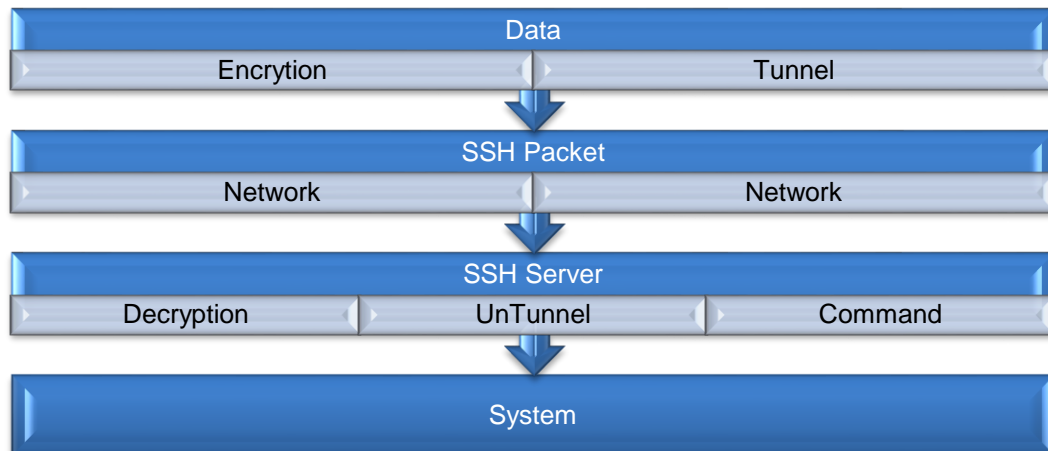 Data
Encrytion Tunnel
SSH Packet
Network Network
SSH Server
Decryption UnTunnel Command
System